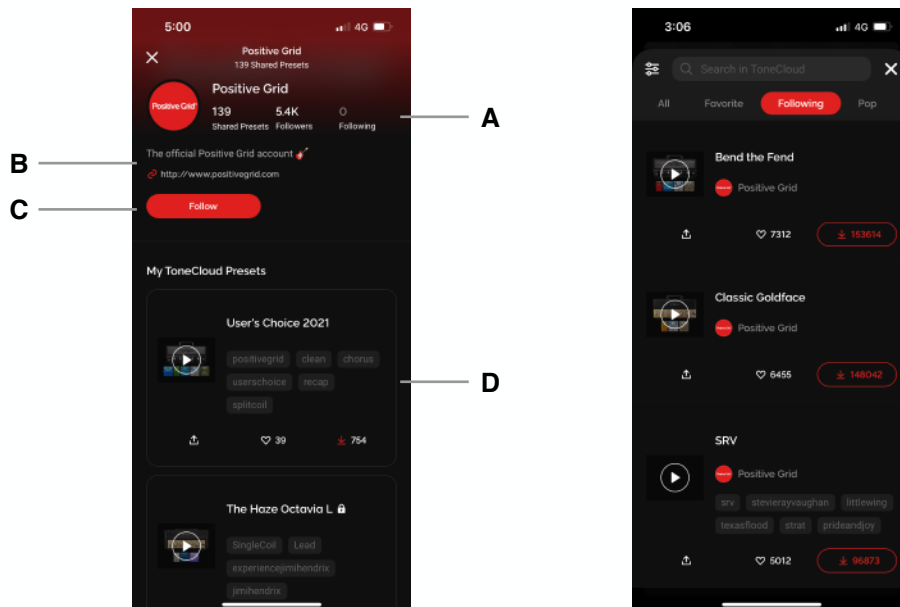 5:00
4G
Positive Grid
139 Shared Presets
Positive Grid
Positive Grid
139 5.4K 0
Shared Presets Followers Following
A
B
The official Positive Grid account
http://www.positivegrid.com
C
Follow
My ToneCloud Presets
User's Choice 2021
positivegrid clean chorus
userschoice recap
splitcoil
D
39 754
The Haze Octavia L
SingleCoil Lead
experiencejimihendrix
jimihendrix
3:06
4G
Search in ToneCloud
All Favorite Following Pop
Bend the Fend
Positive Grid
7312 153614
Classic Goldface
Positive Grid
6455 148042
SRV
Positive Grid
srv stevierayvaughan littlewing
texasflood strat prideandjoy
5012 96873